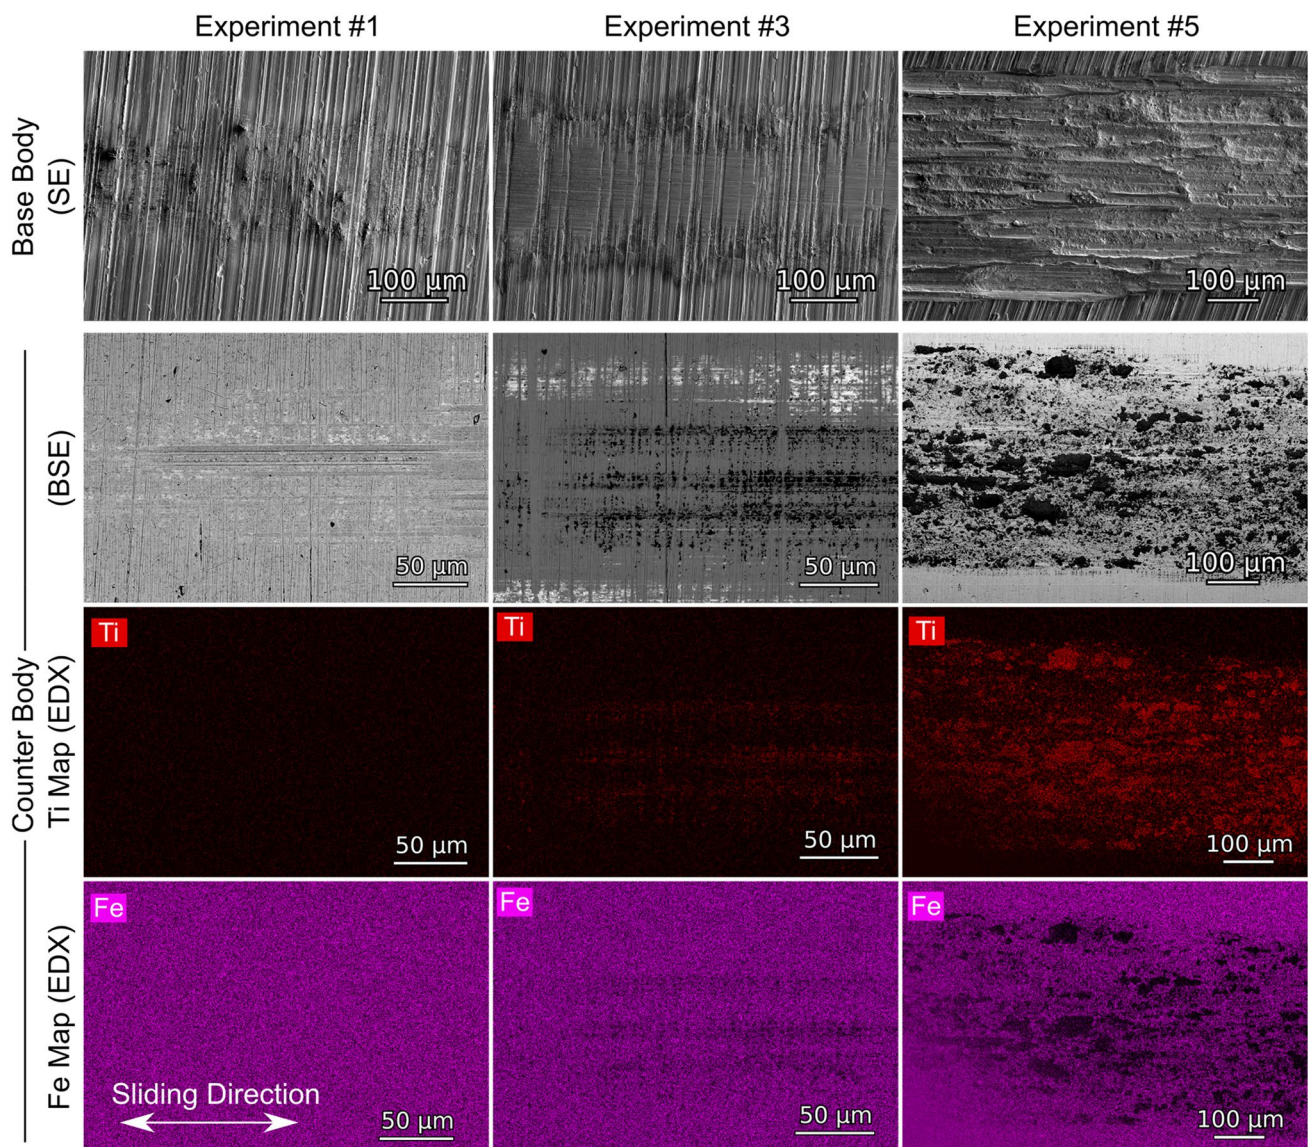 Experiment #1
Experiment #3
Experiment #5
Base Body
(SE)
100 µm
100 µm
100 µm
Counter Body
(BSE)
50 µm
50 µm
100 µm
Ti Map (EDX)
Ti
50 µm
Ti
50 µm
Ti
100 µm
Fe Map (EDX)
Fe
Sliding Direction
50 µm
Fe
50 µm
Fe
100 µm